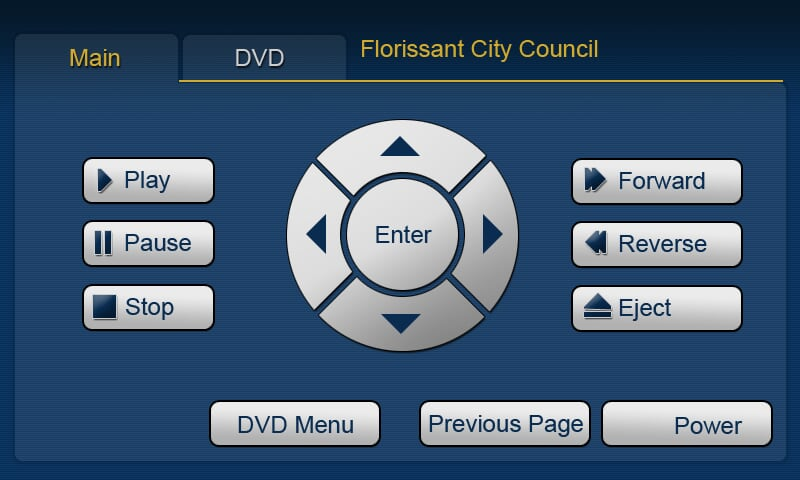 Main
DVD
Florissant City Council
Play
Pause
Stop
Enter
Forward
Reverse
Eject
DVD Menu
Previous Page
Power